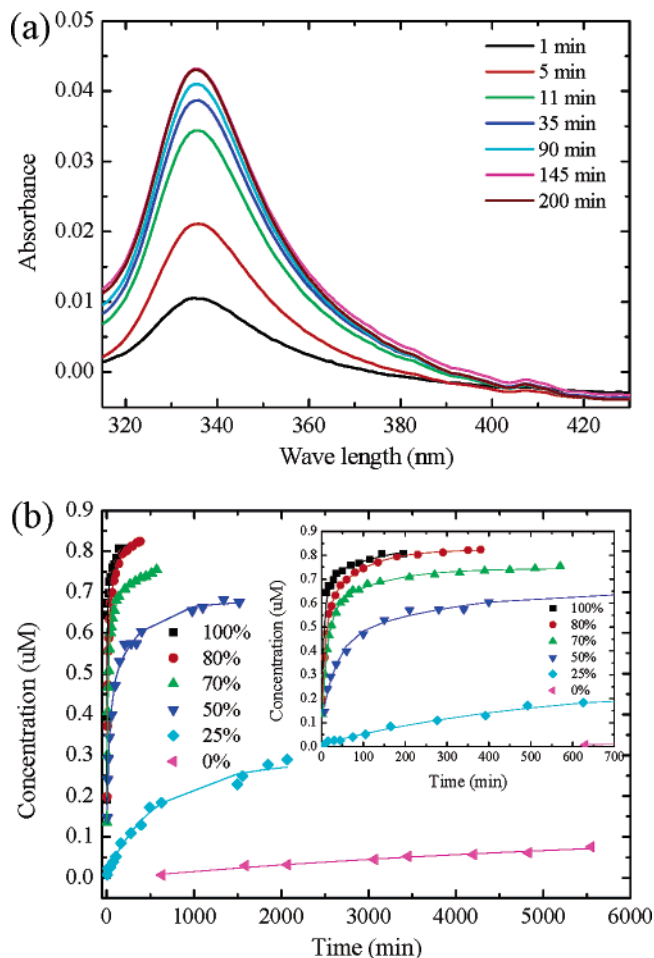 (a)
0.05
0.04
0.03
0.02
0.01
0.00
Absorbance
1 min
5 min
11 min
35 min
90 min
145 min
200 min
320 340 360 380 400 420
Wave length (nm)
(b)
0.9
0.8
0.7
0.6
0.5
0.4
0.3
0.2
0.1
0.0
Concentration (uM)
100%
80%
70%
50%
25%
0%
0.9
0.8
0.7
0.6
0.5
0.4
0.3
0.2
0.1
0.0
Concentration (uM)
100%
80%
70%
50%
25%
0%
0 100 200 300 400 500 600 700
Time (min)
0 1000 2000 3000 4000 5000 6000
Time (min)